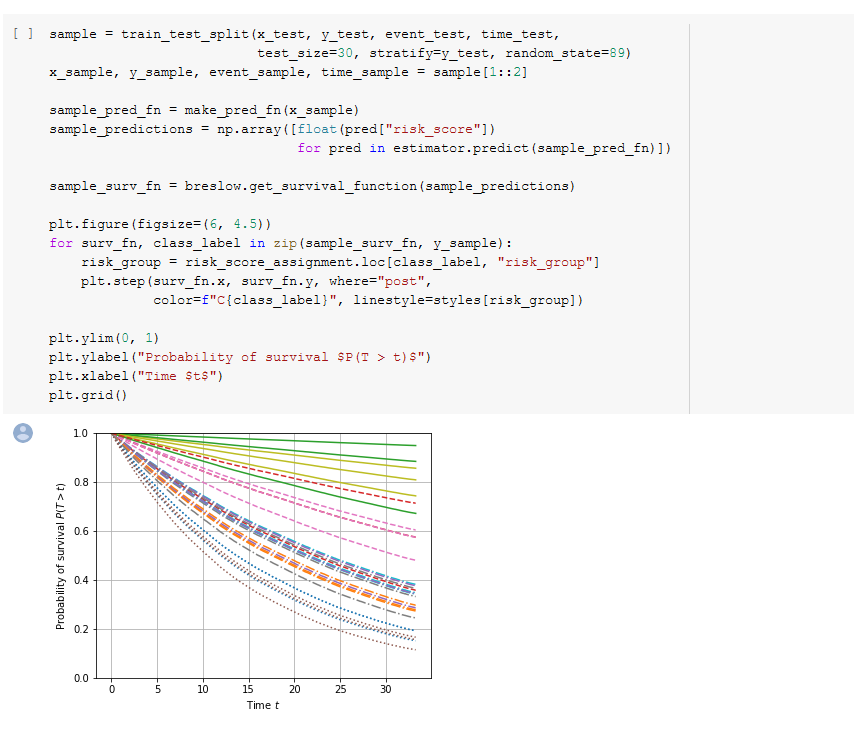 [ ] sample = train_test_split(x_test, y_test, event_test, time_test,
test_size=30, stratify=y_test, random_state=89)
x_sample, y_sample, event_sample, time_sample = sample[1::2]
sample_pred_fn = make_pred_fn(x_sample)
sample_predictions = np.array([float(pred["risk_score"])
for pred in estimator.predict(sample_pred_fn)])
sample_surv_fn = breslow.get_survival_function(sample_predictions)
plt.figure(figsize=(6, 4.5))
for surv_fn, class_label in zip(sample_surv_fn, y_sample):
risk_group = risk_score_assignment.loc[class_label, "risk_group"]
plt.step(surv_fn.x, surv_fn.y, where="post",
color=f"C{class_label}", linestyle=styles[risk_group])
plt.ylim(0, 1)
plt.ylabel("Probability of survival $P(T > t)$")
plt.xlabel("Time $t$")
plt.grid()
1.0
0.8
0.6
0.4
0.2
0.0
Probability of survival P(T > t)
0 5 10 15 20 25 30
Time t